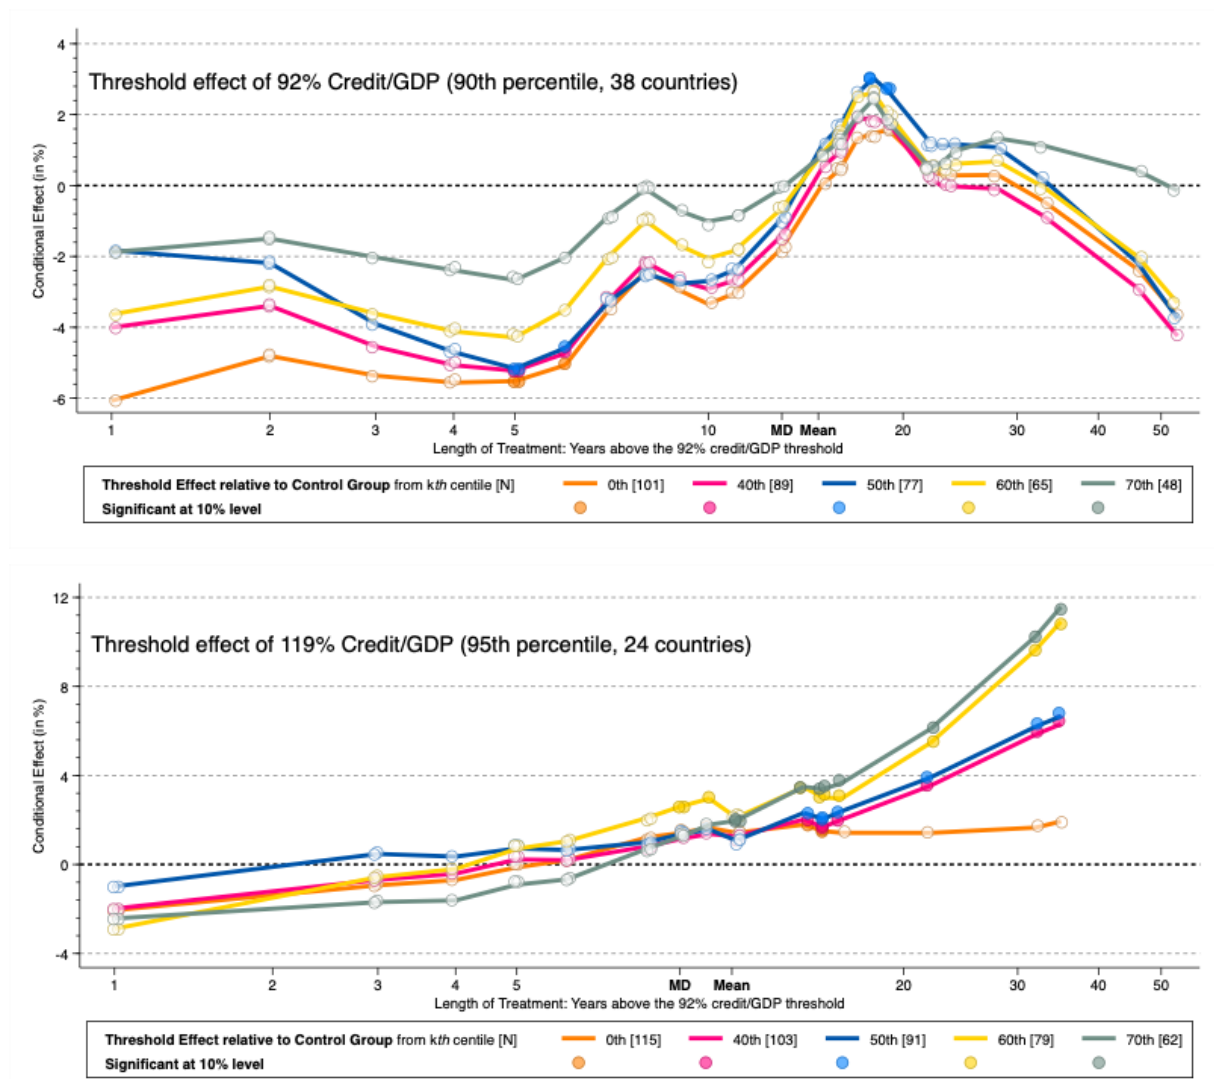 4
Threshold effect of 92% Credit/GDP (90th percentile, 38 countries)
2
0
-2
-4
-6
Conditional Effect (in %)
1 2 3 4 5 10 MD Mean 20 30 40 50
Length of Treatment: Years above the 92% credit/GDP threshold
Threshold Effect relative to Control Group from kth centile [N] 0th [101] 40th [89] 50th [77] 60th [65] 70th [48]
Significant at 10% level
12
Threshold effect of 119% Credit/GDP (95th percentile, 24 countries)
8
4
0
-4
Conditional Effect (in %)
1 2 3 4 5 MD Mean 20 30 40 50
Length of Treatment: Years above the 92% credit/GDP threshold
Threshold Effect relative to Control Group from kth centile [N] 0th [115] 40th [103] 50th [91] 60th [79] 70th [62]
Significant at 10% level